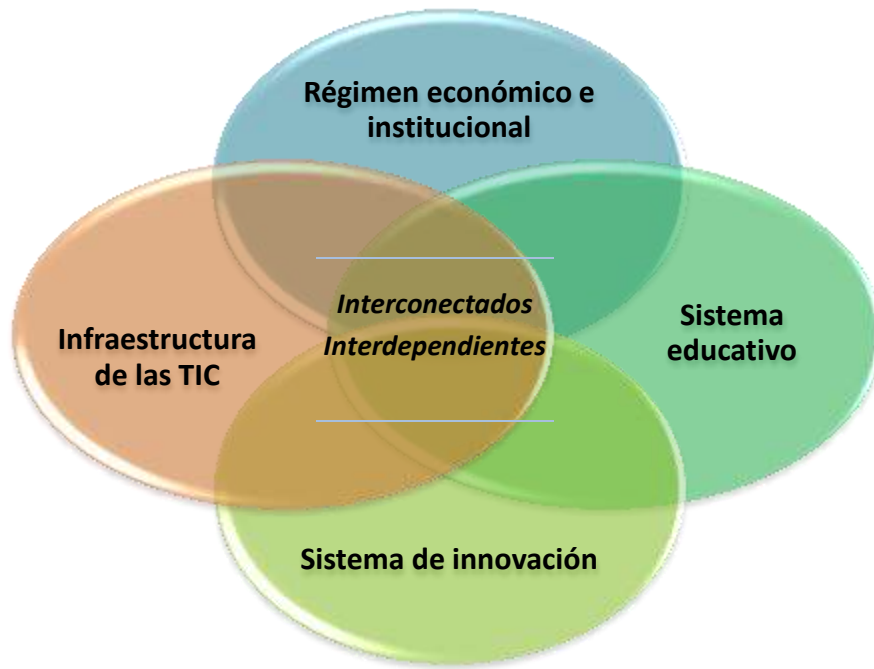 Régimen económico e
institucional
Interconectados
Interdependientes
Infraestructura
de las TIC
Sistema
educativo
Sistema de innovación